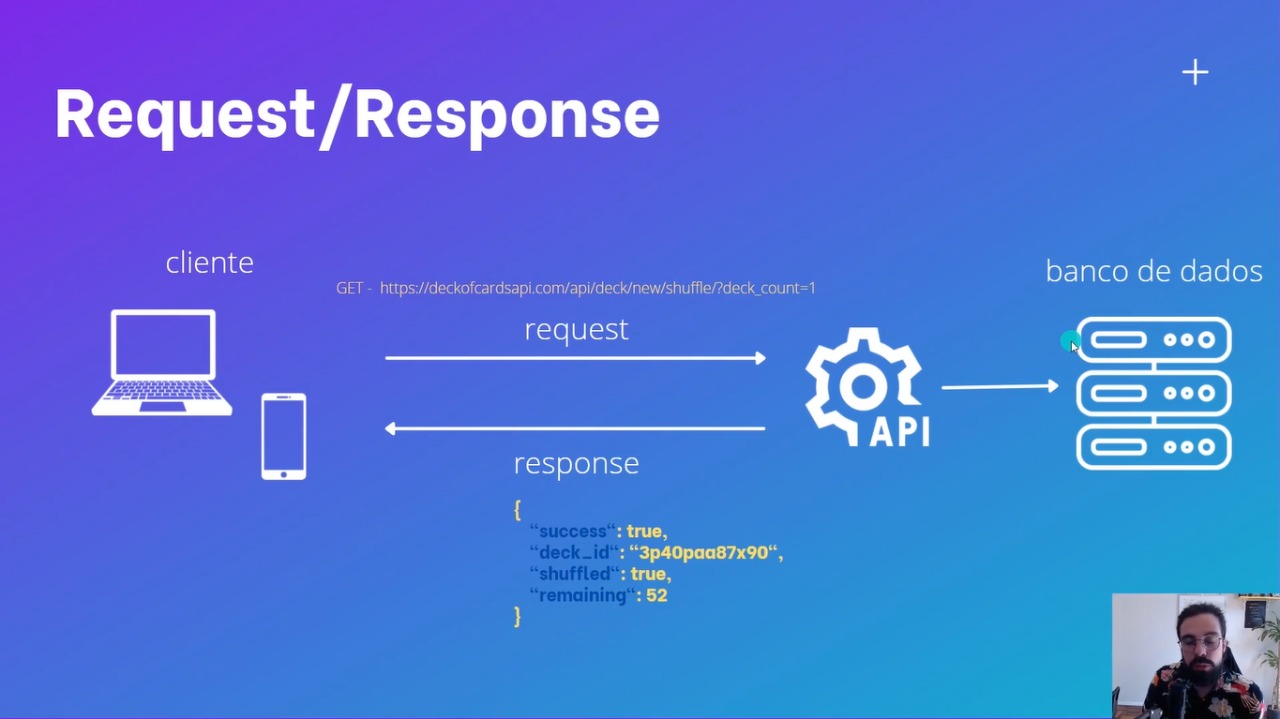 Request/Response
cliente
banco de dados
GET - https://deckofcardsapi.com/api/deck/new/shuffle/?deck_count=1
request
API
response
{
“success“: true,
“deck_id“: “3p40paa87x90“,
“shuffled“: true,
“remaining“: 52
}